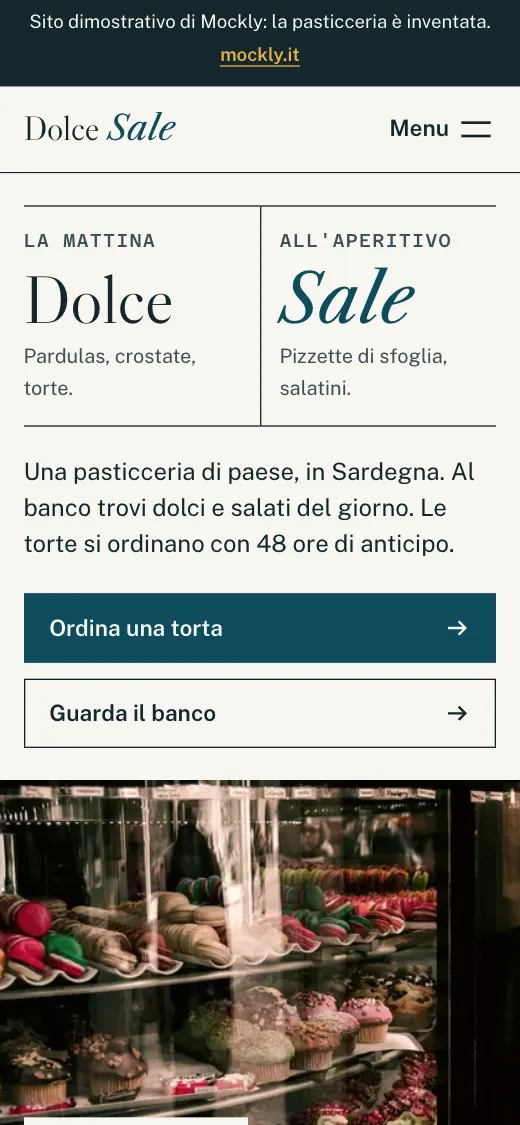 Sito dimostrativo di Mockly: la pasticceria è inventata.
mockly.it
Dolce Sale
Menu
LA MATTINA
Dolce
Pardulas, crostate,
torte.
ALL'APERITIVO
Sale
Pizzette di sfoglia,
salatini.
Una pasticceria di paese, in Sardegna. Al
banco trovi dolci e salati del giorno. Le
torte si ordinano con 48 ore di anticipo.
Ordina una torta
Guarda il banco